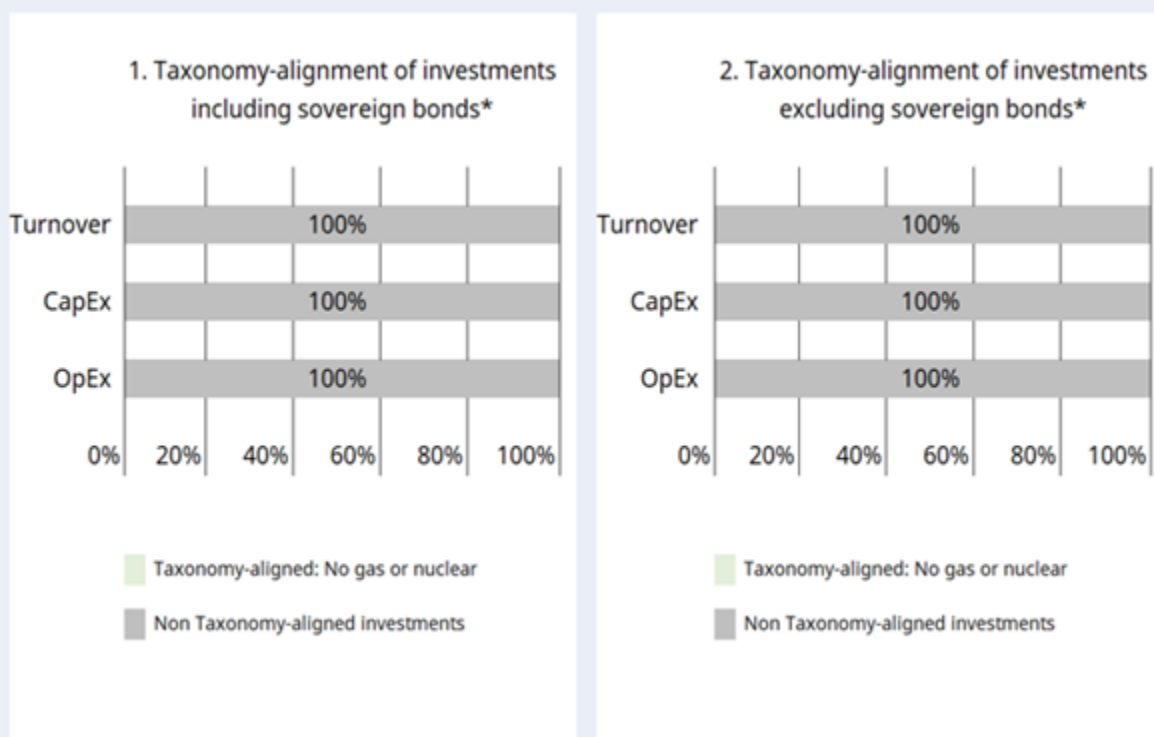 1. Taxonomy-alignment of investments
including sovereign bonds*
Turnover
100%
CapEx
100%
OpEx
100%
0% 20% 40% 60% 80% 100%
Taxonomy-aligned: No gas or nuclear
Non Taxonomy-aligned investments
2. Taxonomy-alignment of investments
excluding sovereign bonds*
Turnover
100%
CapEx
100%
OpEx
100%
0% 20% 40% 60% 80% 100%
Taxonomy-aligned: No gas or nuclear
Non Taxonomy-aligned investments